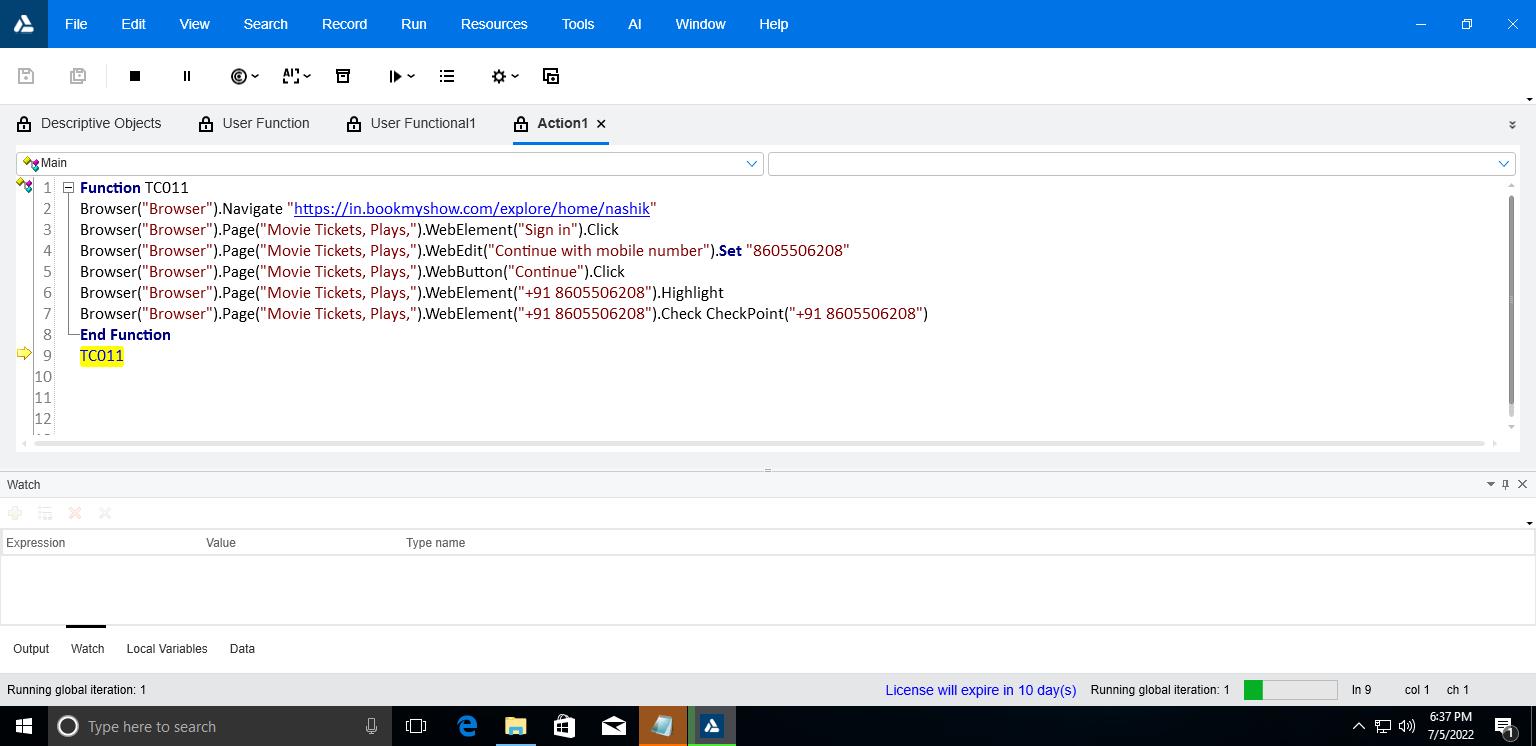 File Edit View Search Record Run Resources Tools AI Window Help
Descriptive Objects User Function User Functional1 Action1
Main
1 Function TC011
2 Browser("Browser").Navigate "https://in.bookmyshow.com/explore/home/nashik"
3 Browser("Browser").Page("Movie Tickets, Plays,").WebElement("Sign in").Click
4 Browser("Browser").Page("Movie Tickets, Plays,").WebEdit("Continue with mobile number").Set "8605506208"
5 Browser("Browser").Page("Movie Tickets, Plays,").WebButton("Continue").Click
6 Browser("Browser").Page("Movie Tickets, Plays,").WebElement("+91 8605506208").Highlight
7 Browser("Browser").Page("Movie Tickets, Plays,").WebElement("+91 8605506208").Check CheckPoint("+91 8605506208")
8 End Function
9 TC011
10
11
12
Watch
Expression Value Type name
Output Watch Local Variables Data
Running global iteration: 1 License will expire in 10 day(s) Running global iteration: 1 ln 9 col 1 ch 1
Type here to search
6:37 PM
7/5/2022
1